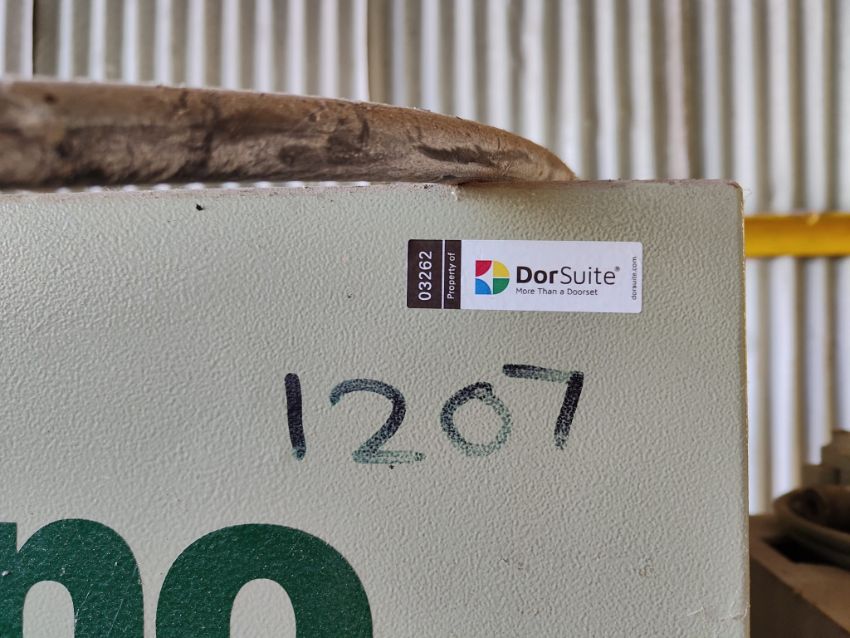 03262
Property of
DorSuite®
More Than a Doorset
dorsuite.com
1207